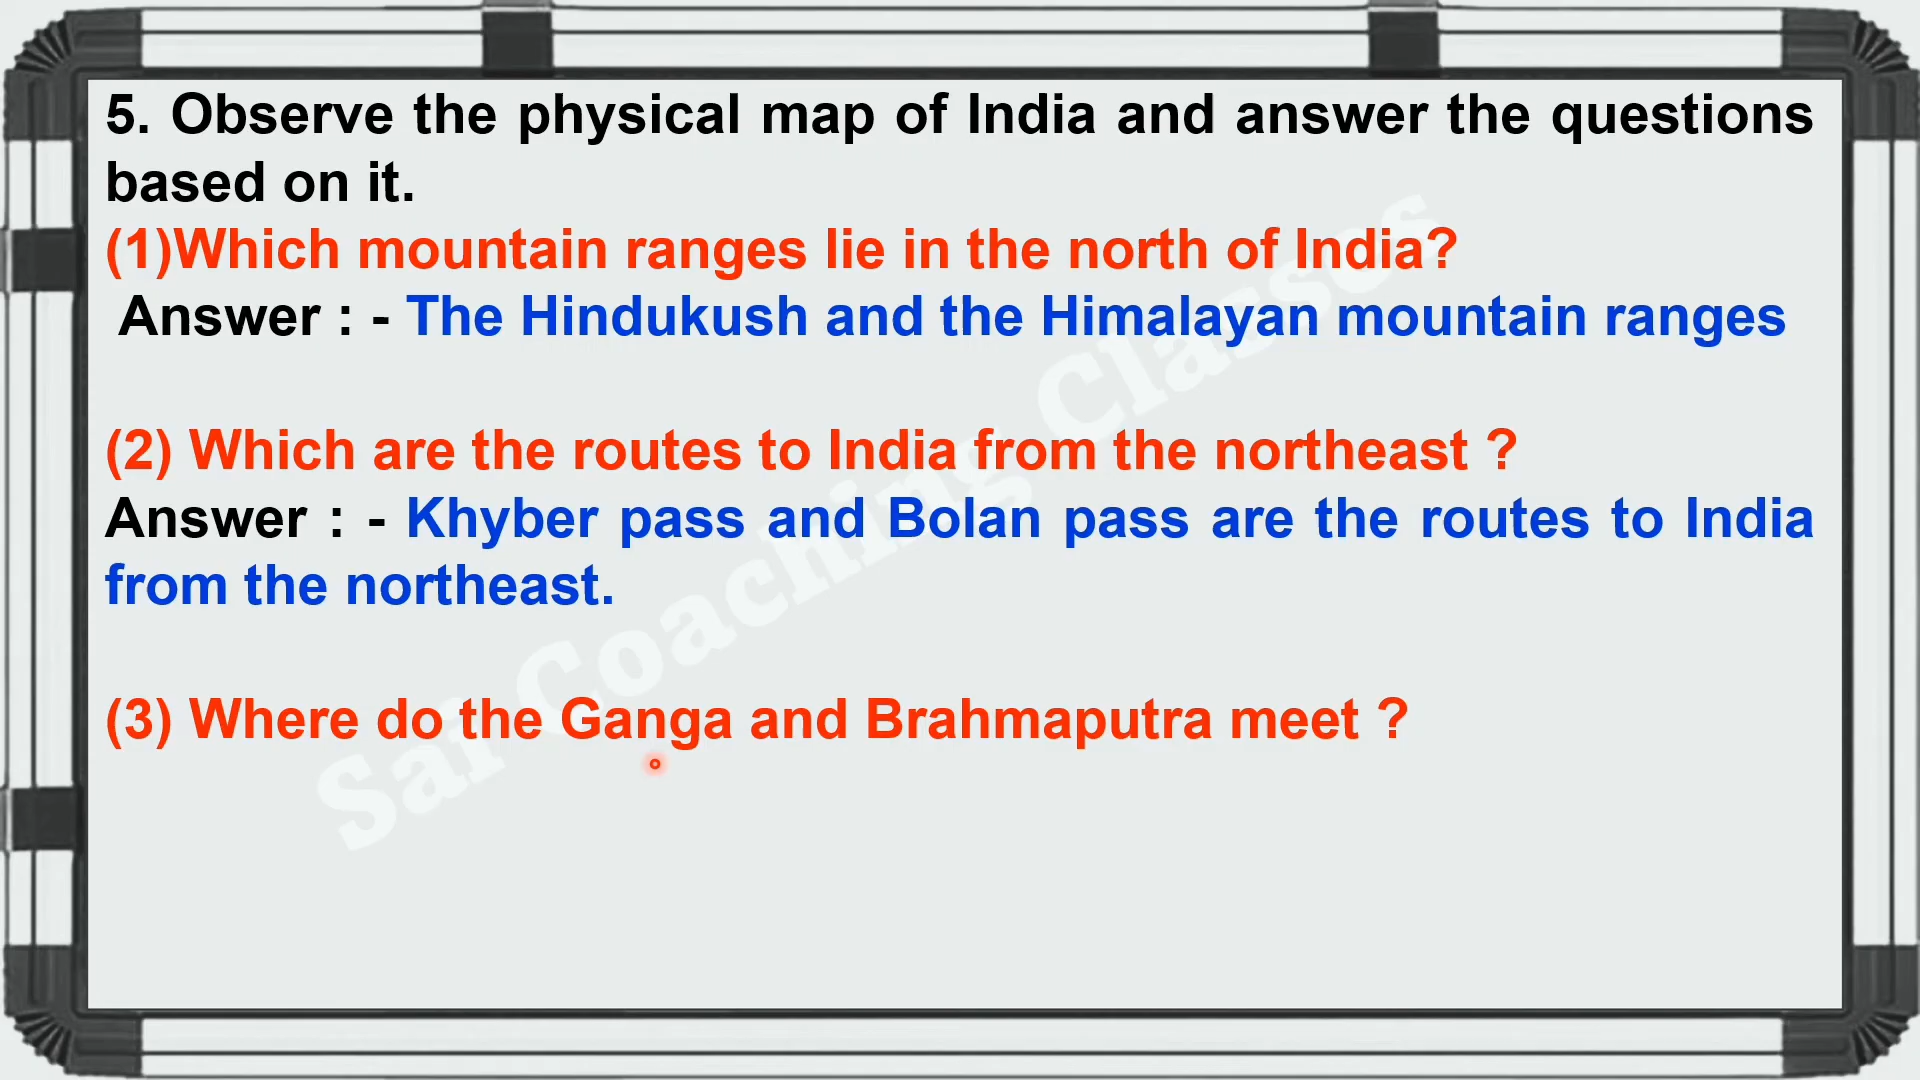 5. Observe the physical map of India and answer the questions
based on it.
(1)Which mountain ranges lie in the north of India?
Answer : - The Hindukush and the Himalayan mountain ranges
(2) Which are the routes to India from the northeast ?
Answer : - Khyber pass and Bolan pass are the routes to India
from the northeast.
(3) Where do the Ganga and Brahmaputra meet ?
Sai Coaching Classes